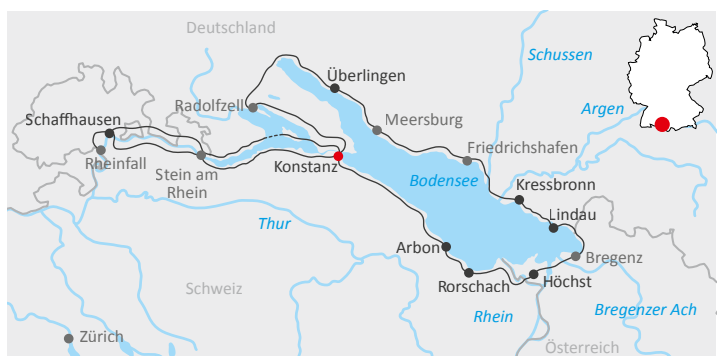 Deutschland
Schussen
Überlingen
Argen
Radolfzell
Schaffhausen
Meersburg
Friedrichshafen
Rheinfall
Stein am
Rhein
Konstanz
Bodensee
Kressbronn
Lindau
Thur
Arbon
Bregenz
Rorschach
Höchst
Schweiz
Rhein
Bregenzer Ach
Zürich
Österreich